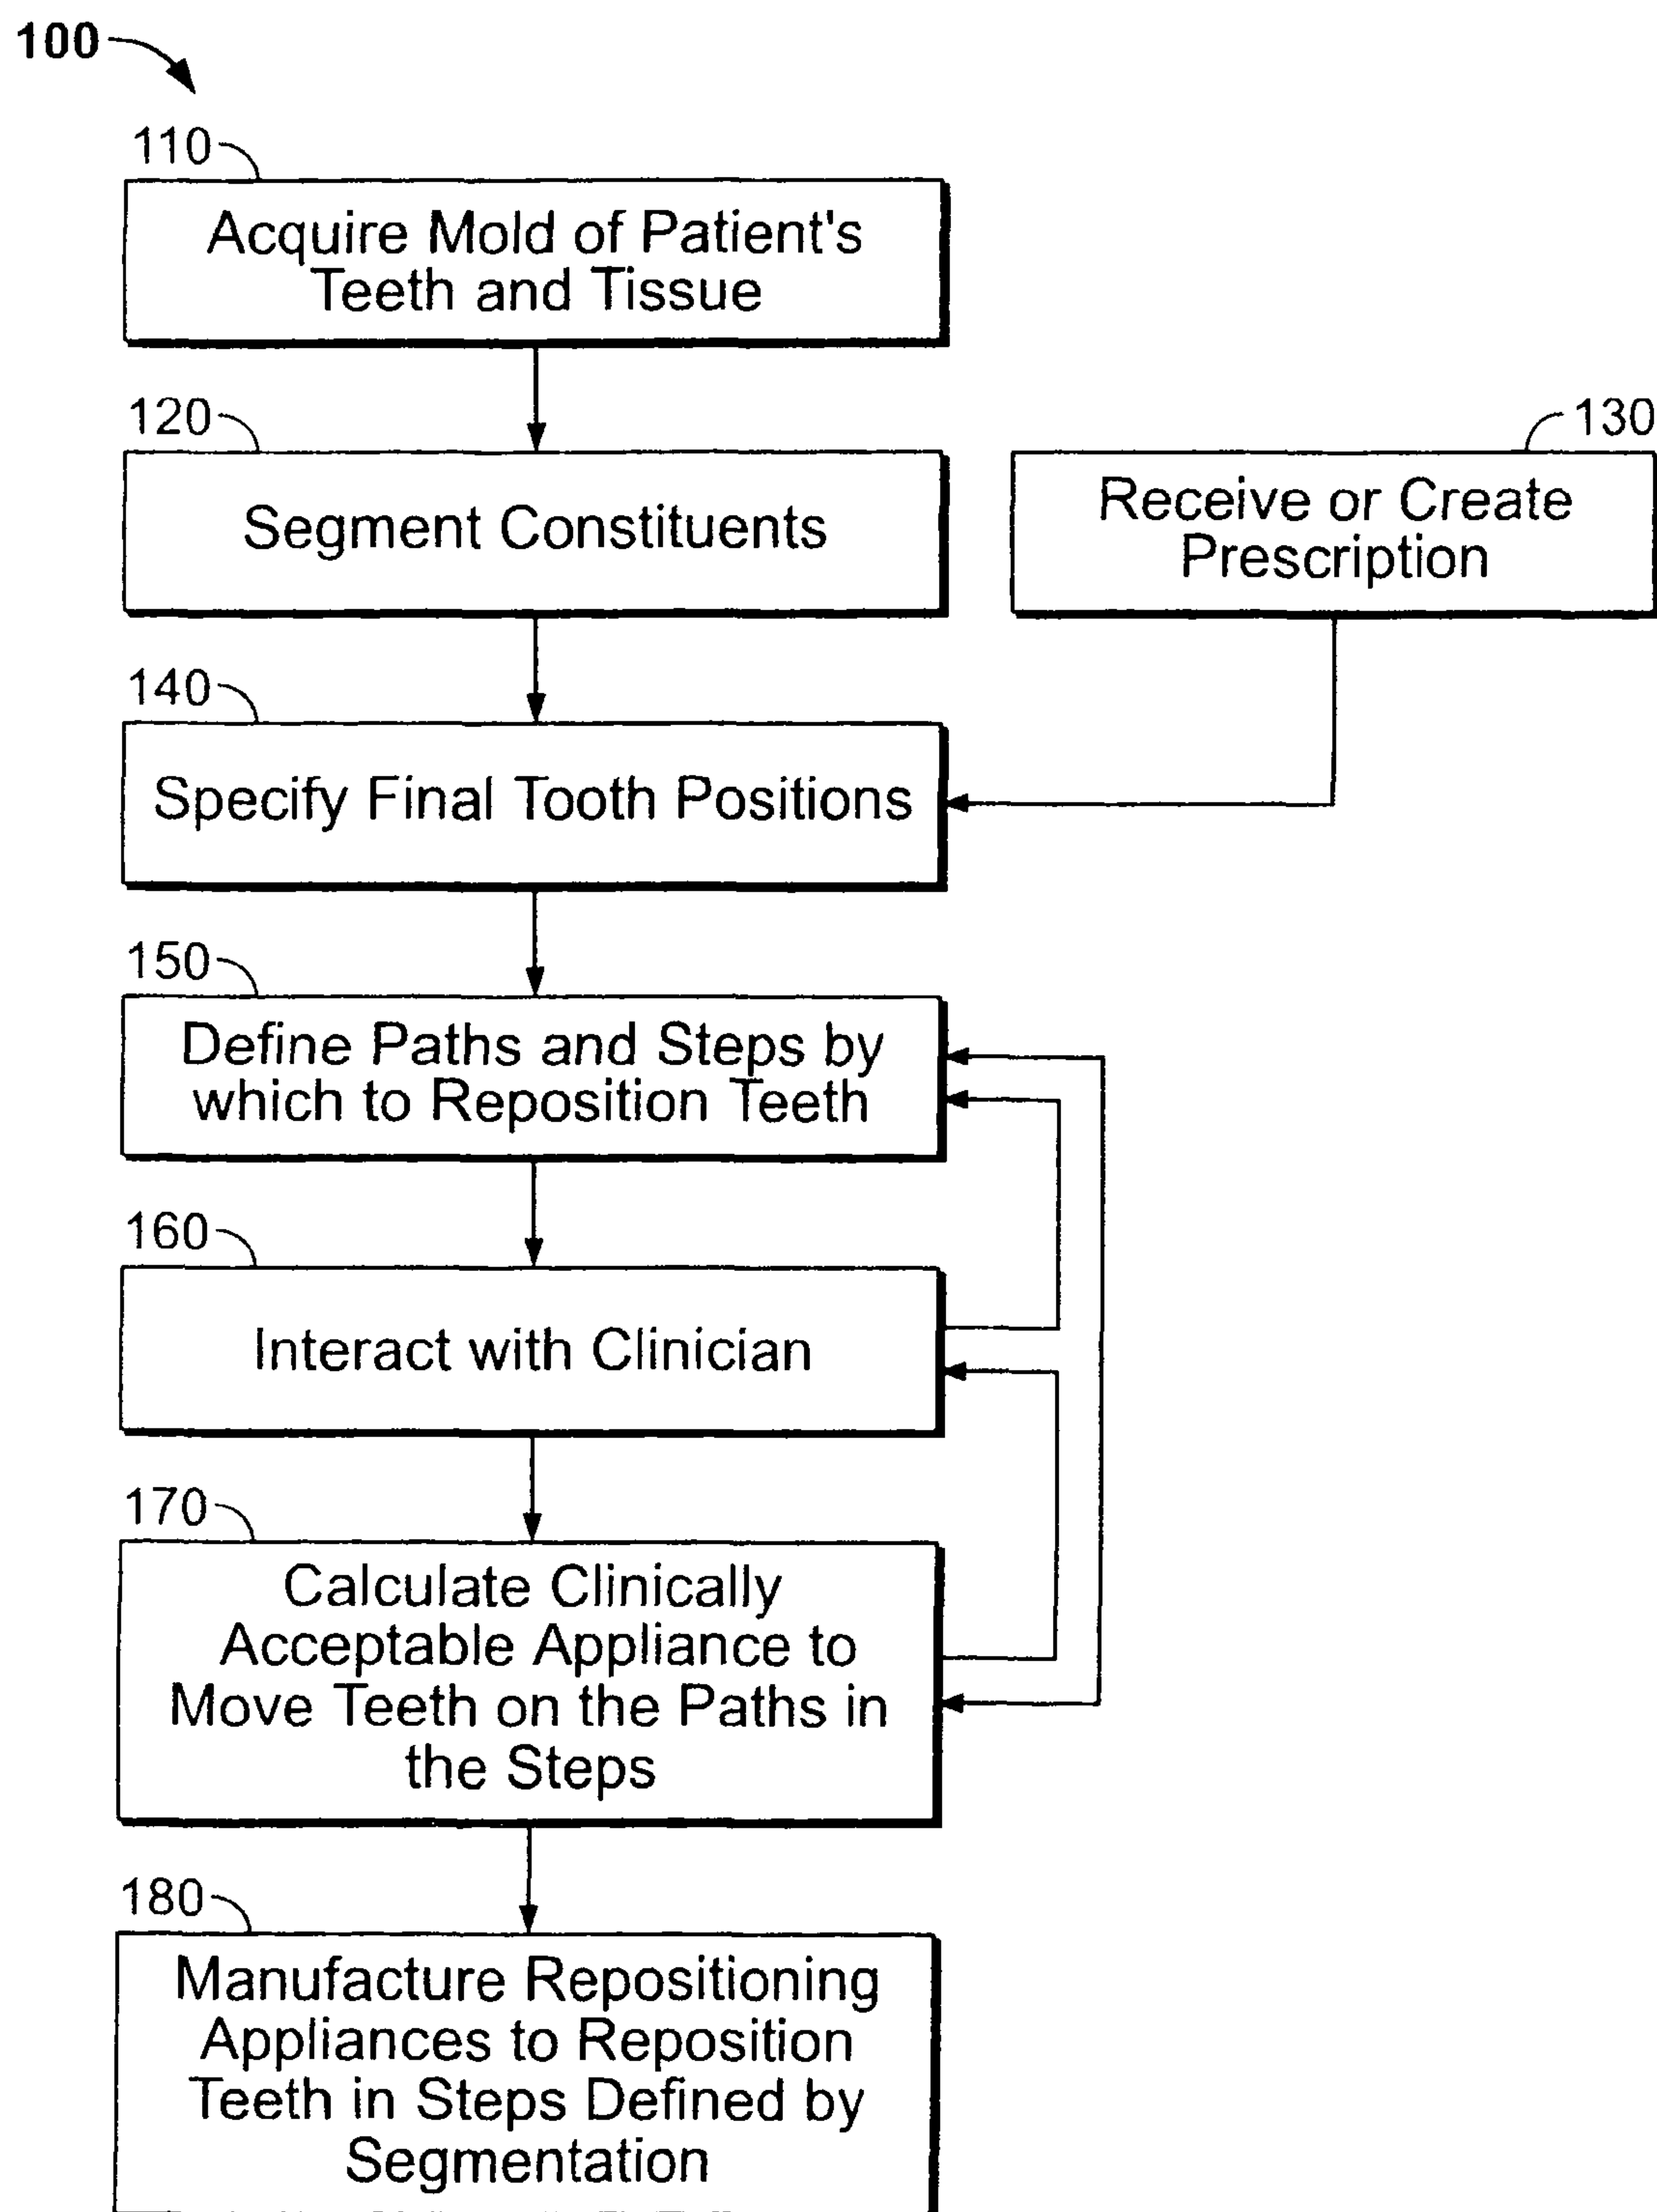 100
110
Acquire Mold of Patient's
Teeth and Tissue
120
Segment Constituents
130
Receive or Create
Prescription
140
Specify Final Tooth Positions
150
Define Paths and Steps by
which to Reposition Teeth
160
Interact with Clinician
170
Calculate Clinically
Acceptable Appliance to
Move Teeth on the Paths in
the Steps
180
Manufacture Repositioning
Appliances to Reposition
Teeth in Steps Defined by
Segmentation